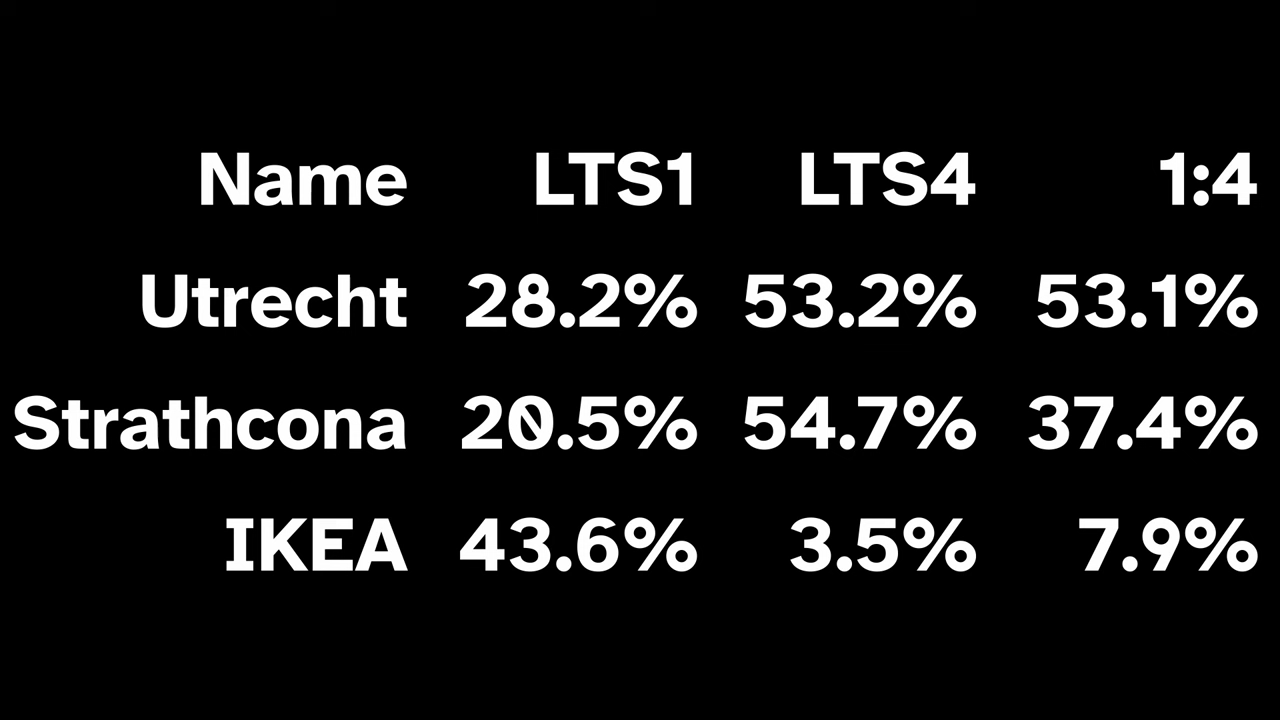 Name LTS1 LTS4 1:4
Utrecht 28.2% 53.2% 53.1%
Strathcona 20.5% 54.7% 37.4%
IKEA 43.6% 3.5% 7.9%